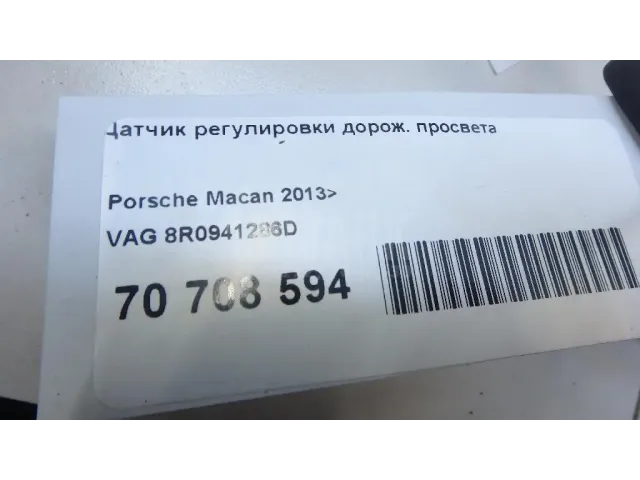 Датчик регулировки дорож. просвета
Porsche Macan 2013>
VAG 8R0941286D
70 708 594